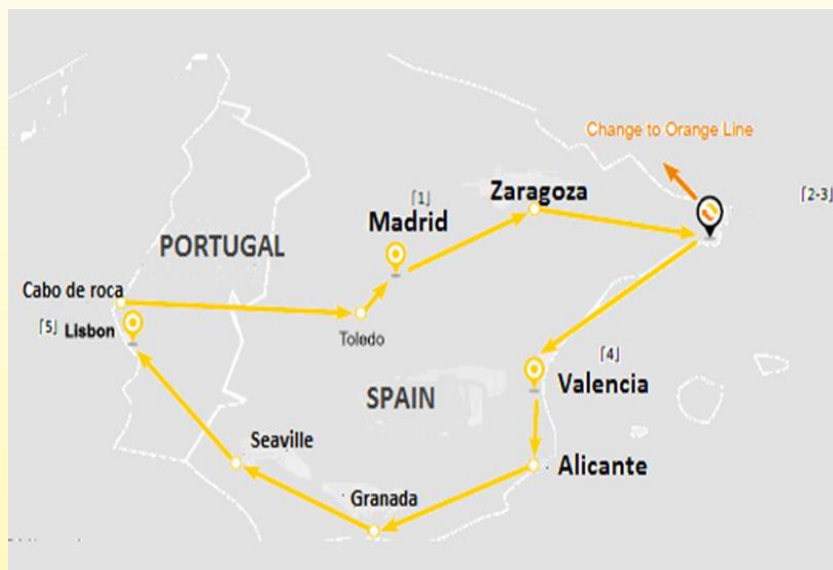 Change to Orange Line
⌈2-3⌋
Zaragoza
⌈1⌋
Madrid
PORTUGAL
Cabo de roca
⌈5⌋ Lisbon
Toledo
⌈4⌋
Valencia
SPAIN
Seaville
Alicante
Granada